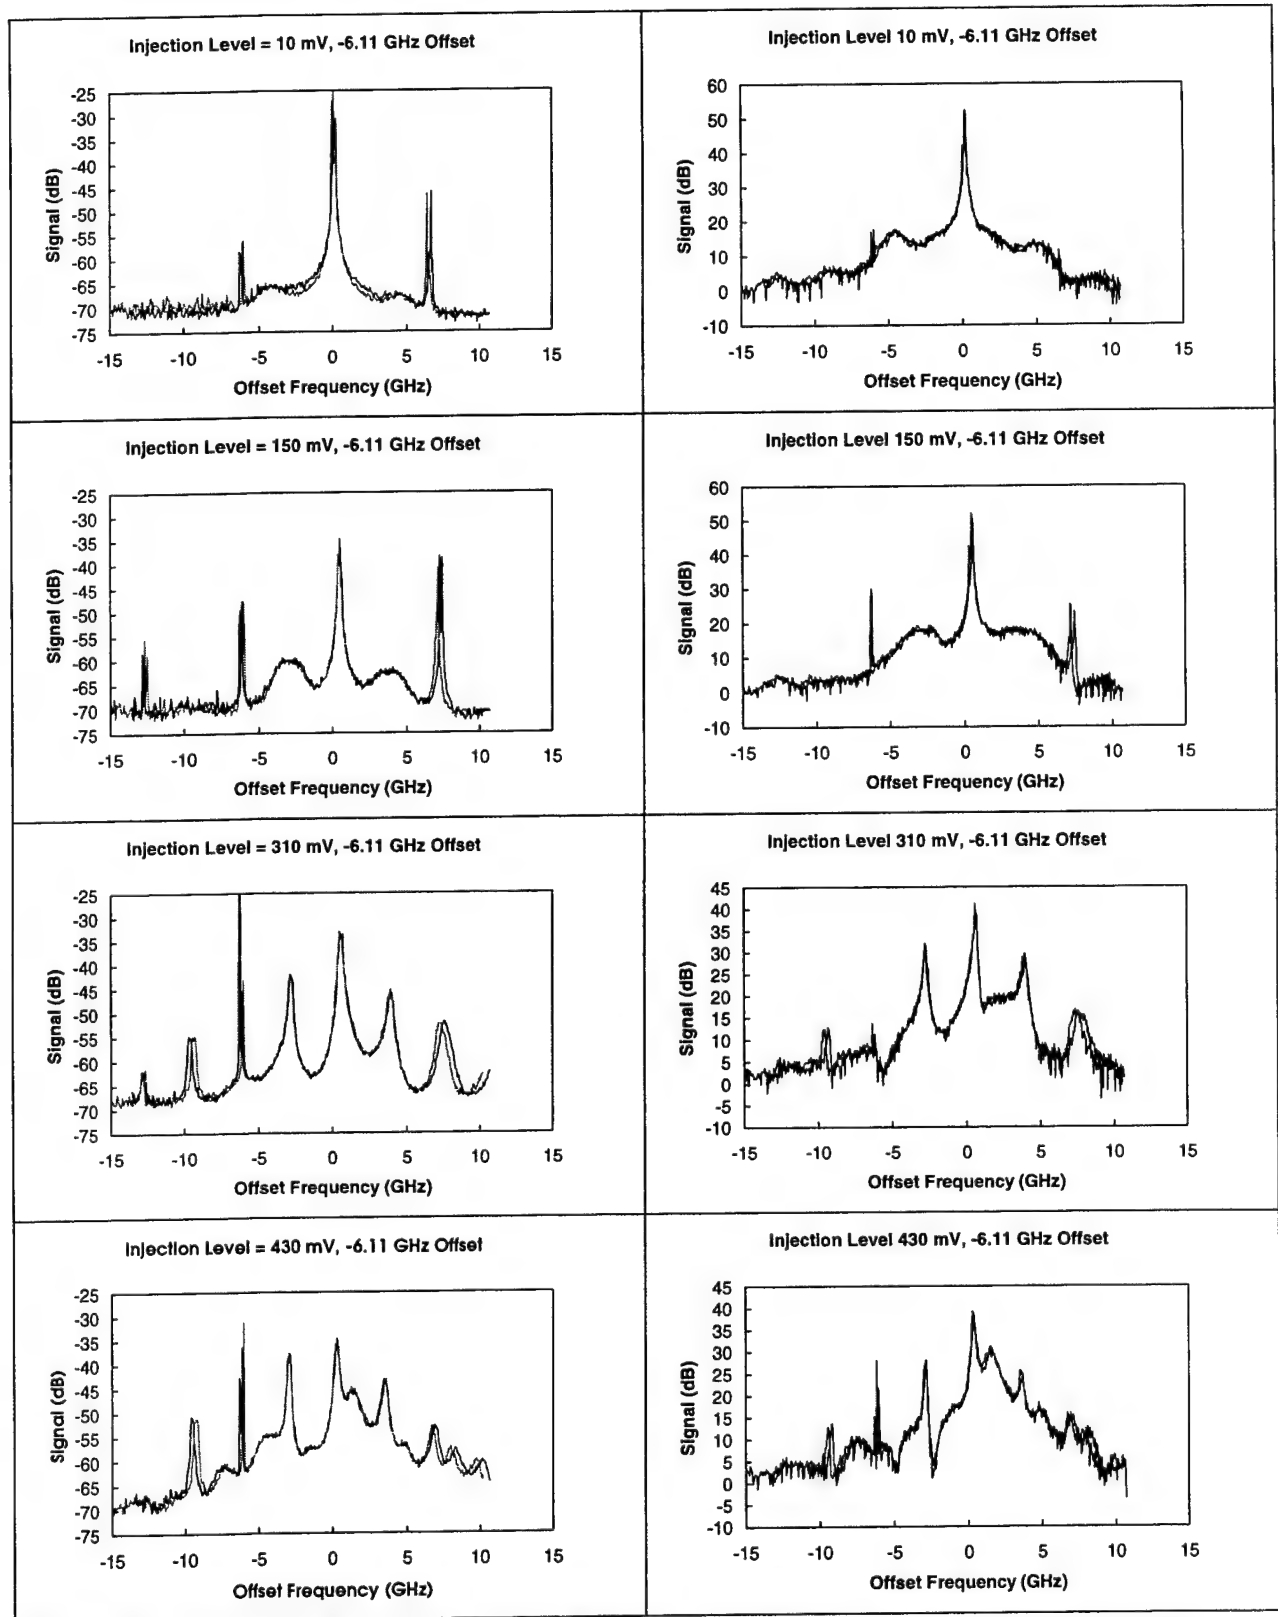 Injection Level = 10 mV, -6.11 GHz Offset
-25
-30
-35
-40
-45
-50
-55
-60
-65
-70
-75
Signal (dB)
-15 -10 -5 0 5 10 15
Offset Frequency (GHz)
Injection Level 10 mV, -6.11 GHz Offset
60
50
40
30
20
10
0
-10
Signal (dB)
-15 -10 -5 0 5 10 15
Offset Frequency (GHz)
Injection Level = 150 mV, -6.11 GHz Offset
-25
-30
-35
-40
-45
-50
-55
-60
-65
-70
-75
Signal (dB)
-15 -10 -5 0 5 10 15
Offset Frequency (GHz)
Injection Level 150 mV, -6.11 GHz Offset
60
50
40
30
20
10
0
-10
Signal (dB)
-15 -10 -5 0 5 10 15
Offset Frequency (GHz)
Injection Level = 310 mV, -6.11 GHz Offset
-25
-30
-35
-40
-45
-50
-55
-60
-65
-70
-75
Signal (dB)
-15 -10 -5 0 5 10 15
Offset Frequency (GHz)
Injection Level 310 mV, -6.11 GHz Offset
45
40
35
30
25
20
15
10
5
0
-5
-10
Signal (dB)
-15 -10 -5 0 5 10 15
Offset Frequency (GHz)
Injection Level = 430 mV, -6.11 GHz Offset
-25
-30
-35
-40
-45
-50
-55
-60
-65
-70
-75
Signal (dB)
-15 -10 -5 0 5 10 15
Offset Frequency (GHz)
Injection Level 430 mV, -6.11 GHz Offset
45
40
35
30
25
20
15
10
5
0
-5
-10
Signal (dB)
-15 -10 -5 0 5 10 15
Offset Frequency (GHz)